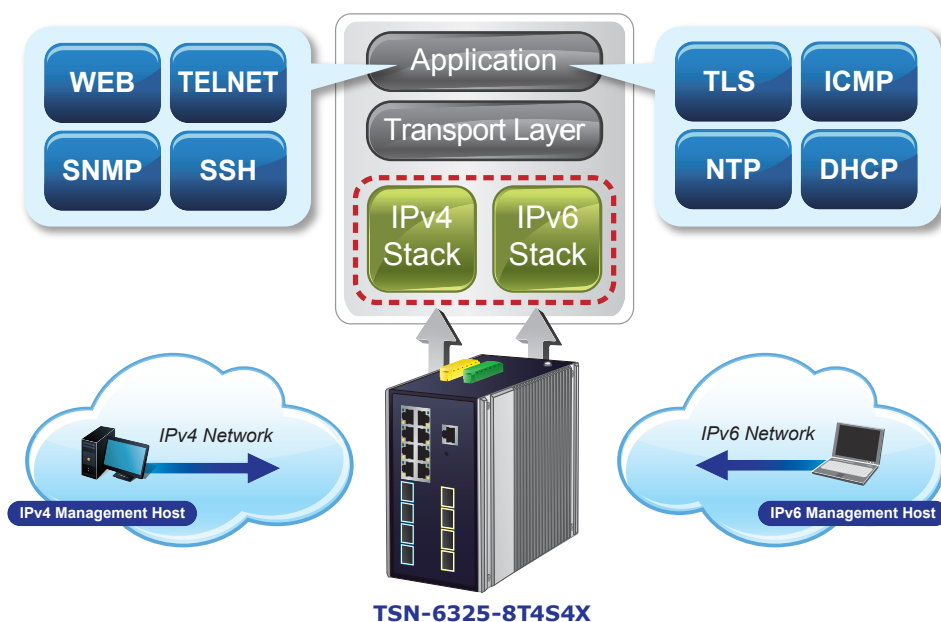 WEB
TELNET
SNMP
SSH
Application
Transport Layer
IPv4
Stack
IPv6
Stack
TLS
ICMP
NTP
DHCP
IPv4 Network
IPv4 Management Host
IPv6 Network
IPv6 Management Host
TSN-6325-8T4S4X